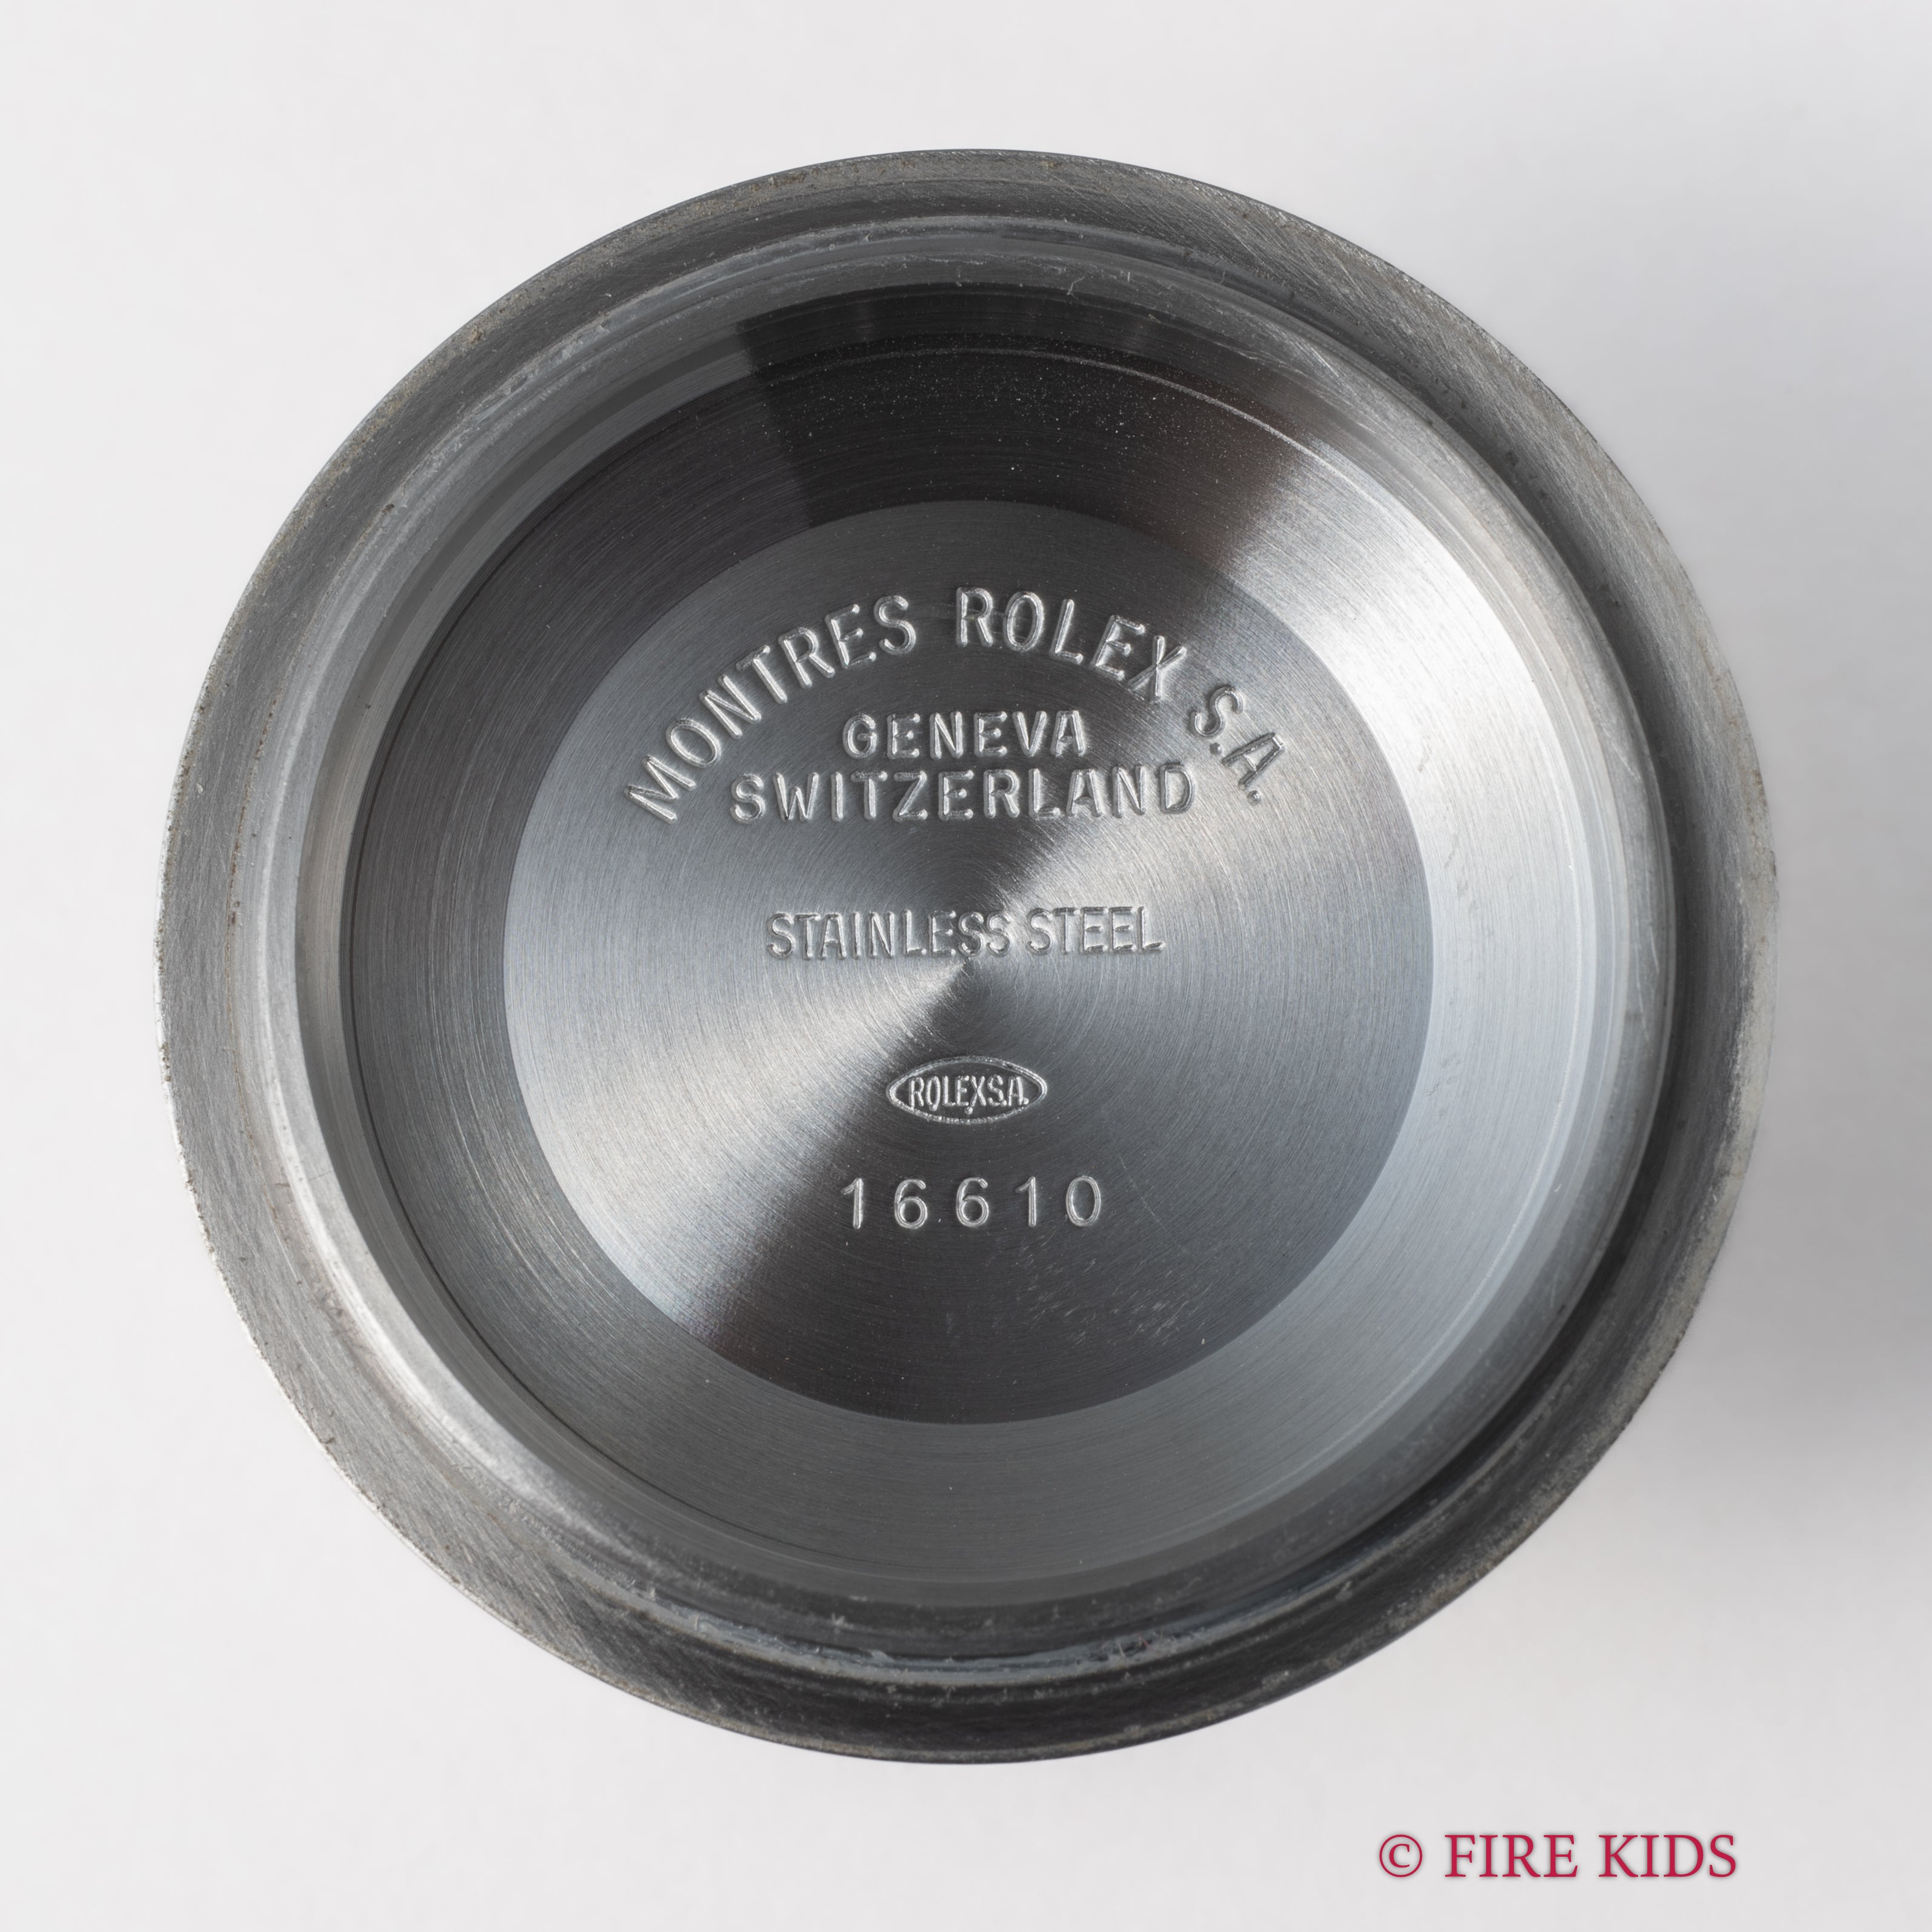 MONTRES ROLEX S.A.
GENEVA
SWITZERLAND
STAINLESS STEEL
ROLEX S.A.
16610
© FIRE KIDS